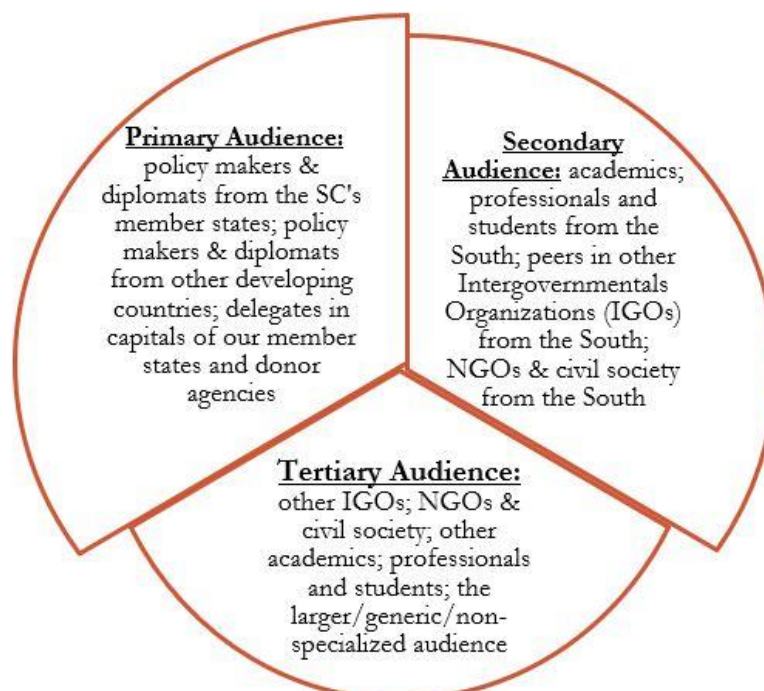 Primary Audience:
policy makers &
diplomats from the SC's
member states; policy
makers & diplomats
from other developing
countries; delegates in
capitals of our member
states and donor
agencies
Secondary
Audience: academics;
professionals and
students from the
South; peers in other
Intergovernmentals
Organizations (IGOs)
from the South;
NGOs & civil society
from the South
Tertiary Audience:
other IGOs; NGOs &
civil society; other
academics; professionals
and students; the
larger/generic/non-
specialized audience